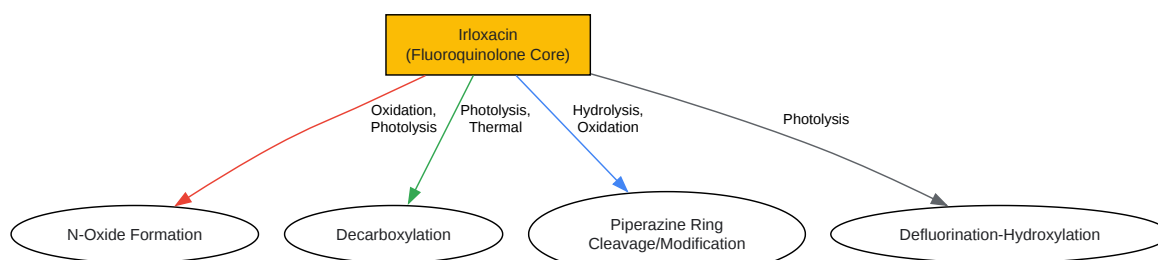 Irloxacin
(Fluoroquinolone Core)
Oxidation,
Photolysis
Photolysis,
Thermal
Hydrolysis,
Oxidation
Photolysis
N-Oxide Formation
Decarboxylation
Piperazine Ring
Cleavage/Modification
Defluorination-Hydroxylation